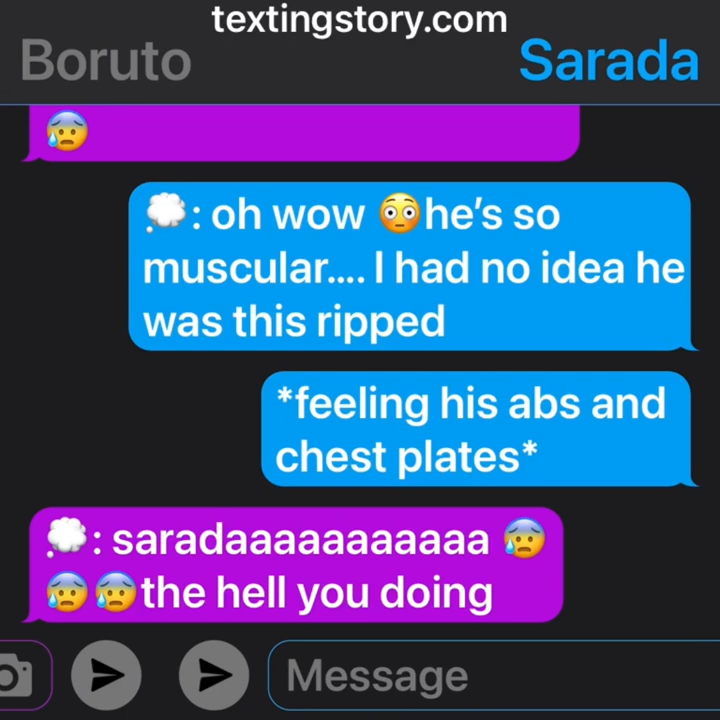 textingstory.com
Boruto
Sarada
😰
💭: oh wow 😳he's so
muscular.... I had no idea he
was this ripped
*feeling his abs and
chest plates*
💭: saradaaaaaaaaaaaa 😰
😰😰the hell you doing
Message